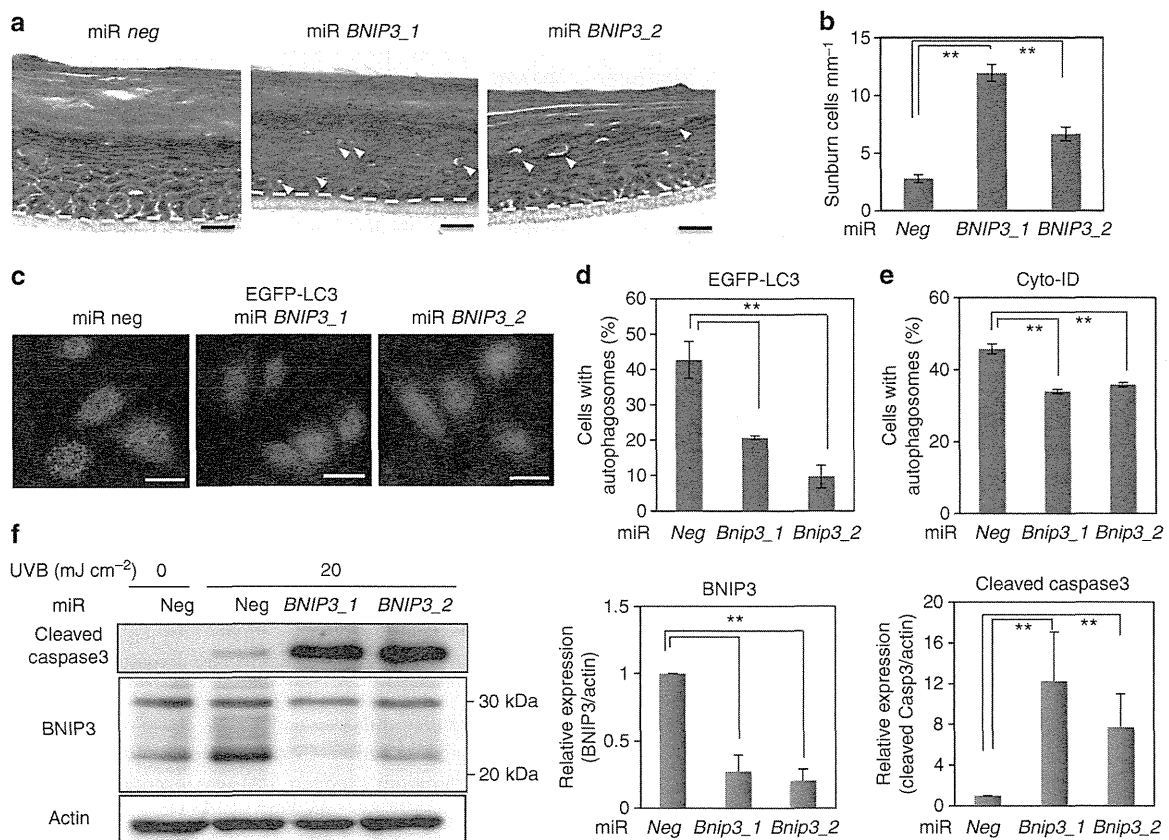 a
miR neg
miR BNIP3_1
miR BNIP3_2
b
Sunburn cells mm⁻¹
15
10
5
0
**
**
miR Neg BNIP3_1 BNIP3_2
c
EGFP-LC3
miR neg
miR BNIP3_1
miR BNIP3_2
d
EGFP-LC3
Cells with
autophagosomes (%)
60
50
40
30
20
10
0
**
miR Neg Bnip3_1 Bnip3_2
e
Cyto-ID
Cells with
autophagosomes (%)
60
40
20
0
**
**
miR Neg Bnip3_1 Bnip3_2
f
UVB (mJ cm⁻²) 0 20
miR Neg Neg BNIP3_1 BNIP3_2
Cleaved
caspase3
BNIP3
30 kDa
20 kDa
Actin
BNIP3
Relative expression
(BNIP3/actin)
1.5
1
0.5
0
**
miR Neg Bnip3_1 Bnip3_2
Cleaved caspase3
Relative expression
(cleaved Casp3/actin)
20
16
12
8
4
0
**
**
miR Neg Bnip3_1 Bnip3_2